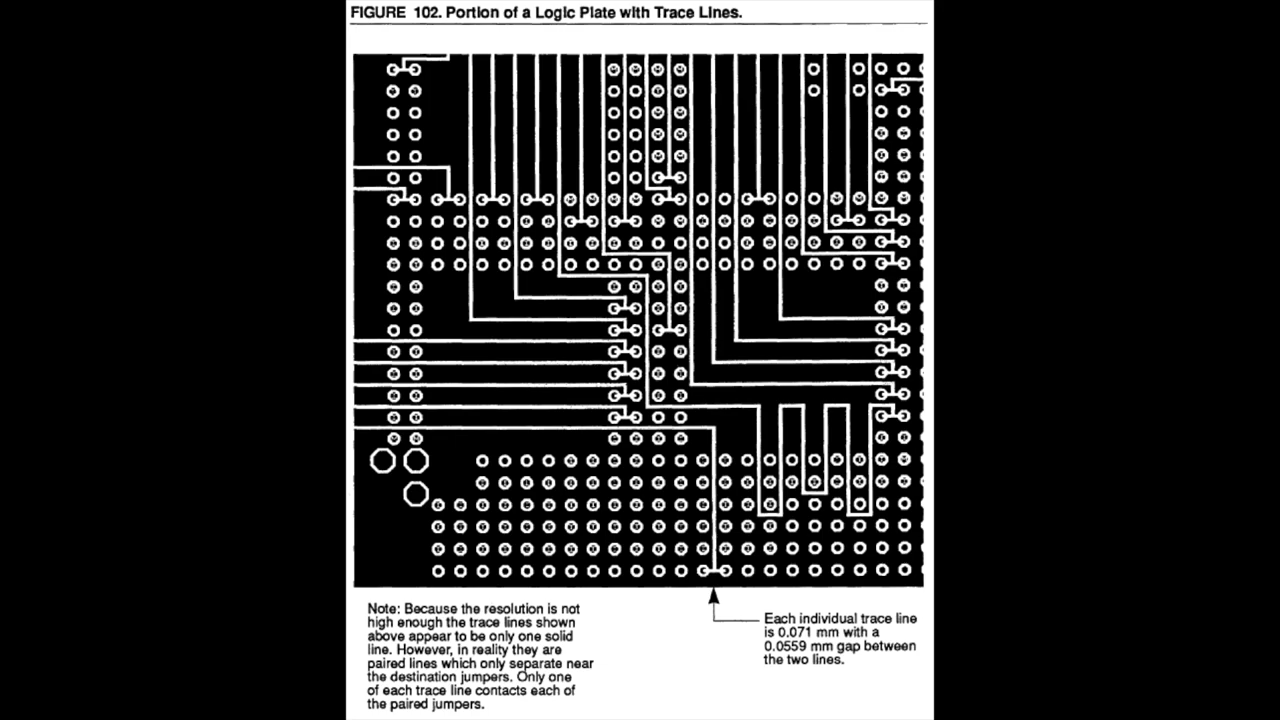 FIGURE 102. Portion of a Logic Plate with Trace Lines.
Note: Because the resolution is not
high enough the trace lines shown
above appear to be only one solid
line. However, in reality they are
paired lines which only separate near
the destination jumpers. Only one
of each trace line contacts each of
the paired jumpers.
Each individual trace line
is 0.071 mm with a
0.0559 mm gap between
the two lines.